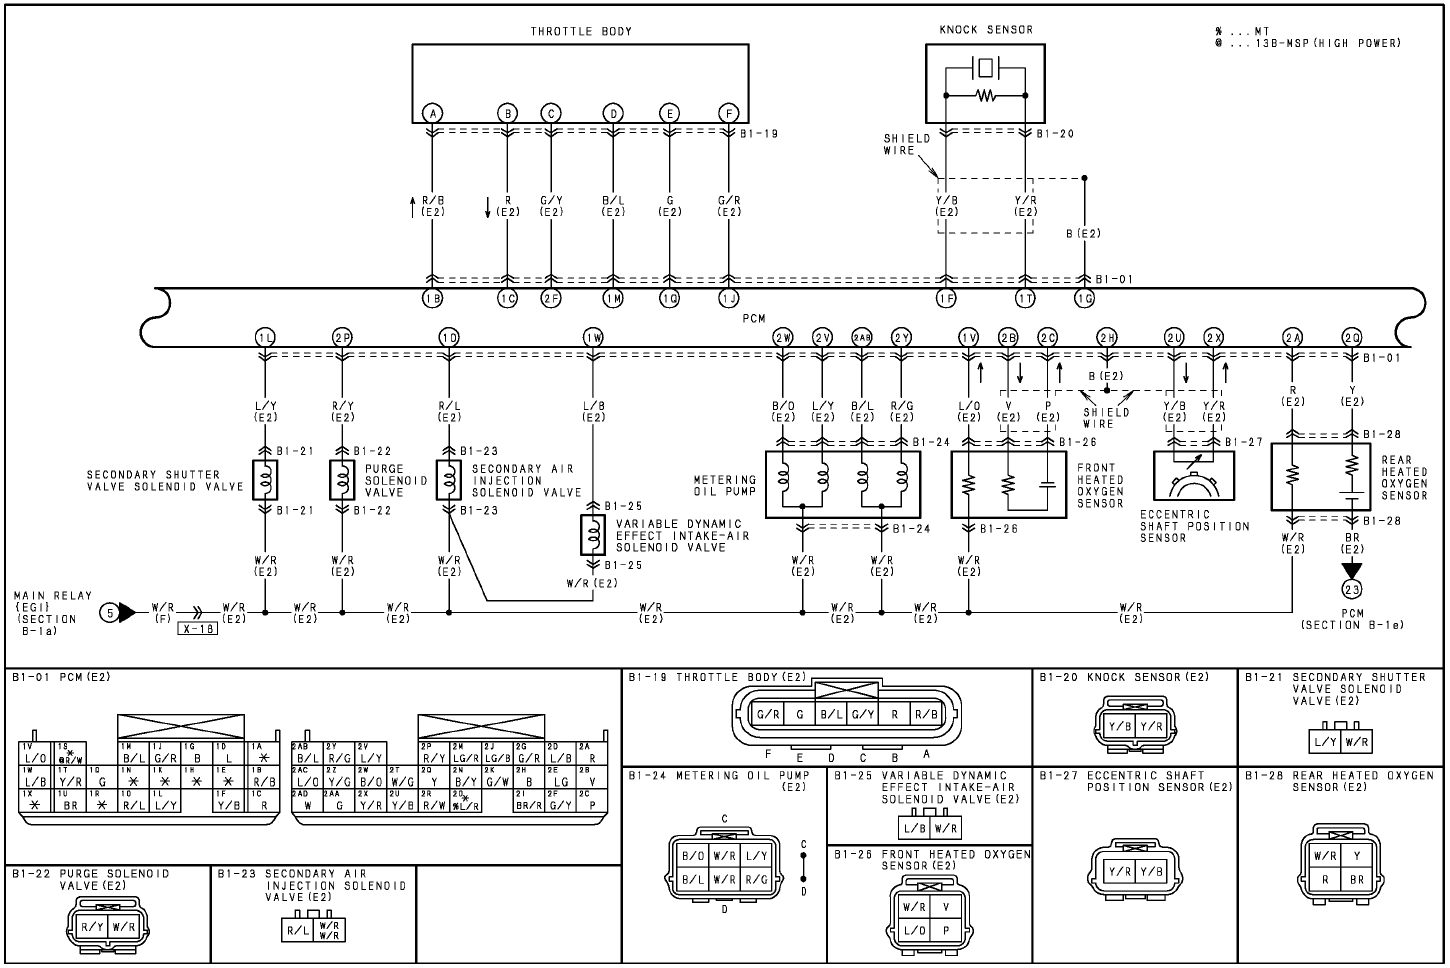 THROTTLE BODY
KNOCK SENSOR
% ... MT
@ ... 13B-MSP(HIGH POWER)
A B C D E F
B1-19
B1-20
SHIELD
WIRE
R/B R G/Y B/L G G/R Y/B Y/R
(E2) (E2) (E2) (E2) (E2) (E2) (E2) (E2)
B(E2)
B1-01
1B 1C 2F 1M 1Q 1J 1F 1T 1G
PCM
1L 2P 1D 1W 2W 2V 2AB 2Y 1V 2B 2C 2H 2U 2X 2A 2Q
B1-01
B(E2)
R Y
(E2) (E2)
L/Y R/Y R/L L/B B/O L/Y B/L R/G L/O V P Y/B Y/R
(E2) (E2) (E2) (E2) (E2) (E2) (E2) (E2) (E2) (E2) (E2) (E2) (E2)
SHIELD
WIRE
B1-21 B1-22 B1-23 B1-24 B1-26 B1-27 B1-28
SECONDARY SHUTTER
VALVE SOLENOID VALVE
PURGE
SOLENOID
VALVE
SECONDARY AIR
INJECTION
SOLENOID VALVE
METERING
OIL PUMP
FRONT
HEATED
OXYGEN
SENSOR
REAR
HEATED
OXYGEN
SENSOR
B1-21 B1-22 B1-23
B1-25
VARIABLE DYNAMIC
EFFECT INTAKE-AIR
SOLENOID VALVE
B1-25
B1-24 B1-26
ECCENTRIC
SHAFT POSITION
SENSOR
B1-28
W/R W/R W/R W/R W/R W/R
(E2) (E2) (E2) (E2) (E2) (E2)
W/R(E2)
W/R BR
(E2) (E2)
MAIN RELAY
(EGI)
(SECTION
B-1a)
5
W/R W/R W/R W/R W/R W/R W/R W/R
(F) (E2) (E2) (E2) (E2) (E2) (E2) (E2)
X-18
23
PCM
(SECTION B-1e)
B1-01 PCM(E2)
1V 1S 1M 1J 1G 1D 1A
L/O * B/L G/R B L *
@R/W
1W 1T 1Q 1N 1K 1H 1E 1B
L/B Y/R G * * * * R/B
1X 1U 1R 1O 1L 1F 1C
* BR * R/L L/Y Y/B R
2AB 2Y 2V 2P 2M 2J 2G 2D 2A
B/L R/G L/Y R/Y LG/R LG/B G/R L/B R
2AC 2Z 2W 2T 2Q 2N 2K 2H 2E 2B
L/O Y/G B/O W/G Y B/Y G/W B LG V
2AD 2AA 2X 2U 2R 2O 2I 2F 2C
W G Y/R Y/B R/W * BR/R G/Y P
%L/R
B1-19 THROTTLE BODY(E2)
G/R G B/L G/Y R R/B
F E D C B A
B1-20 KNOCK SENSOR(E2)
Y/B Y/R
B1-21 SECONDARY SHUTTER
VALVE SOLENOID
VALVE(E2)
L/Y W/R
B1-22 PURGE SOLENOID
VALVE(E2)
R/Y W/R
B1-23 SECONDARY AIR
INJECTION SOLENOID
VALVE(E2)
R/L W/R
W/R
B1-24 METERING OIL PUMP
(E2)
C
B/O W/R L/Y
B/L W/R R/G
D
C
D
B1-25 VARIABLE DYNAMIC
EFFECT INTAKE-AIR
SOLENOID VALVE(E2)
L/B W/R
B1-26 FRONT HEATED OXYGEN
SENSOR(E2)
W/R V
L/O P
B1-27 ECCENTRIC SHAFT
POSITION SENSOR(E2)
Y/R Y/B
B1-28 REAR HEATED OXYGEN
SENSOR(E2)
W/R Y
R BR